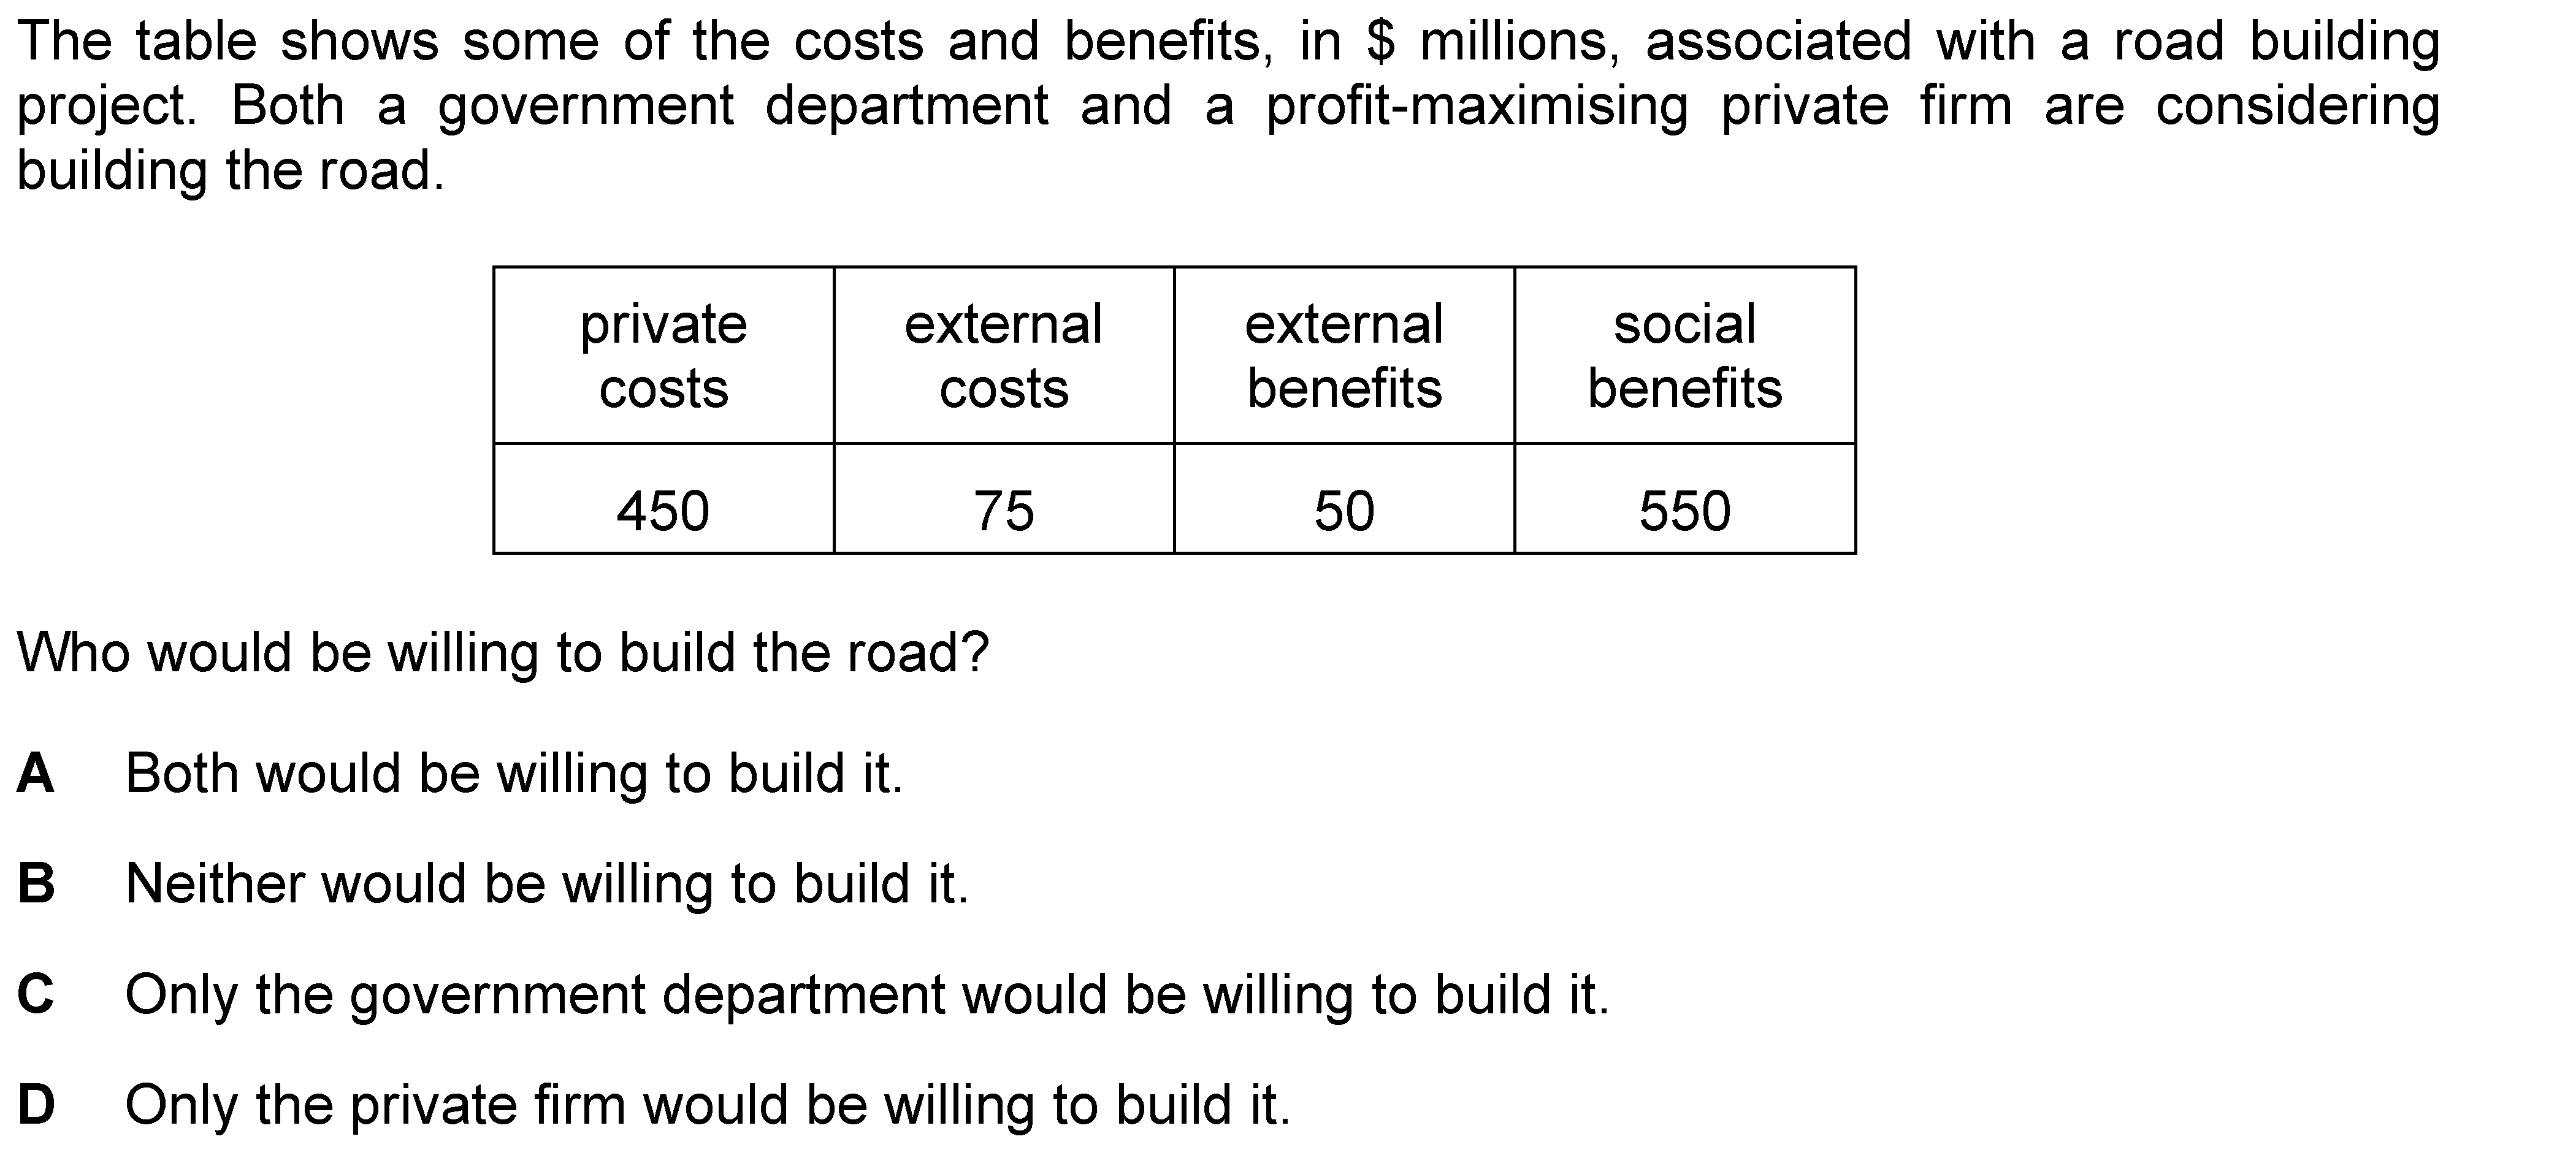 The table shows some of the costs and benefits, in $ millions, associated with a road building
project. Both a government department and a profit-maximising private firm are considering
building the road.
private costs external costs external benefits social benefits
450 75 50 550
Who would be willing to build the road?
A Both would be willing to build it.
B Neither would be willing to build it.
C Only the government department would be willing to build it.
D Only the private firm would be willing to build it.